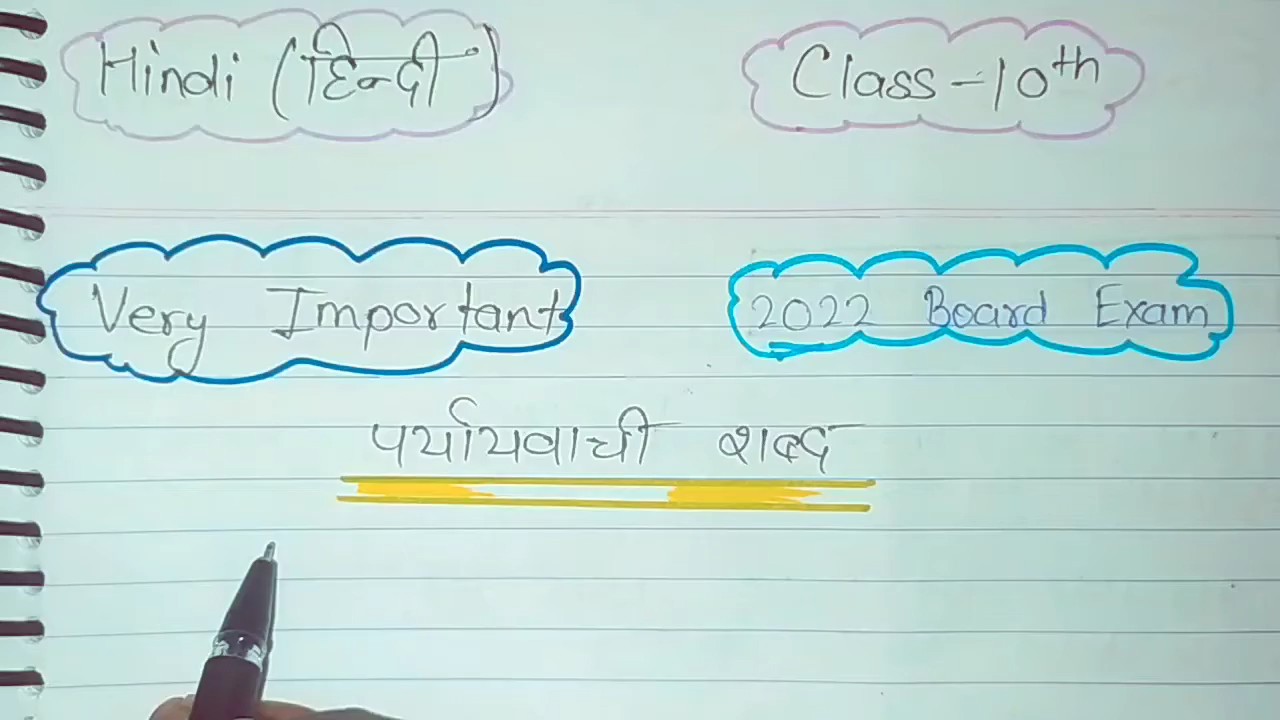 Hindi (हिन्दी)
Class - 10th
Very Important
2022 Board Exam
पर्यायवाची शब्द